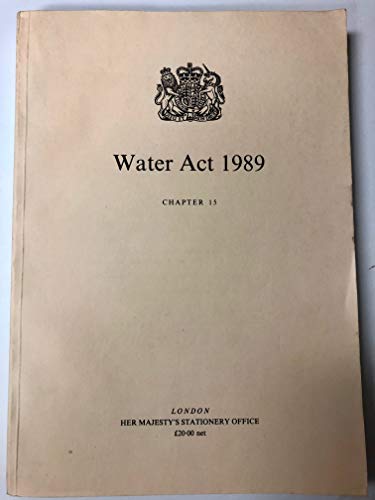 Water Act 1989
CHAPTER 15
LONDON
HER MAJESTY'S STATIONERY OFFICE
£20·00 net